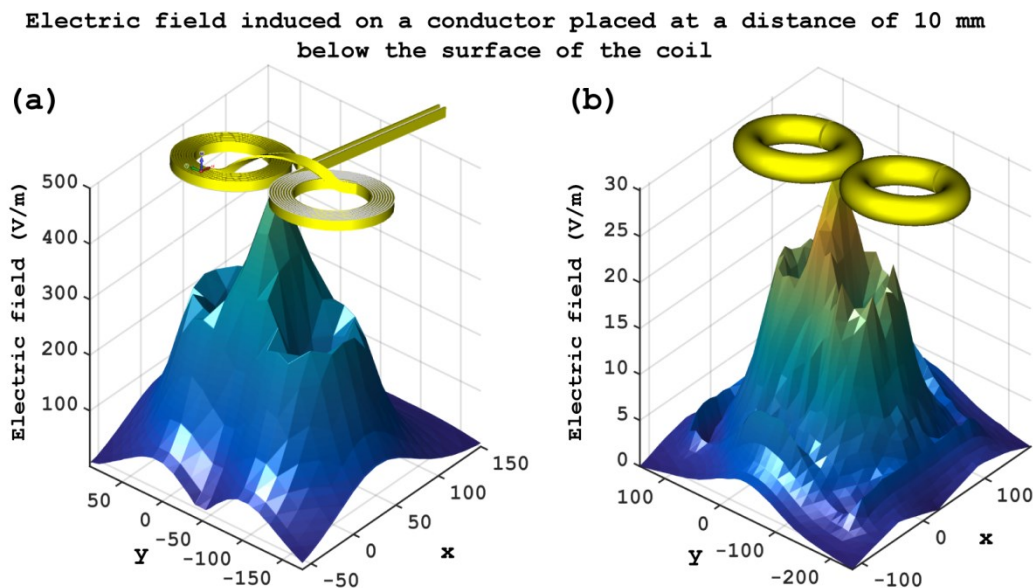 Electric field induced on a conductor placed at a distance of 10 mm
below the surface of the coil
(a)
Electric field (V/m)
500
400
300
200
100
50
0
-50
-100
-150
y
-50
0
50
100
150
x
(b)
Electric field (V/m)
30
25
20
15
10
5
0
100
0
-100
-200
y
-100
0
100
x